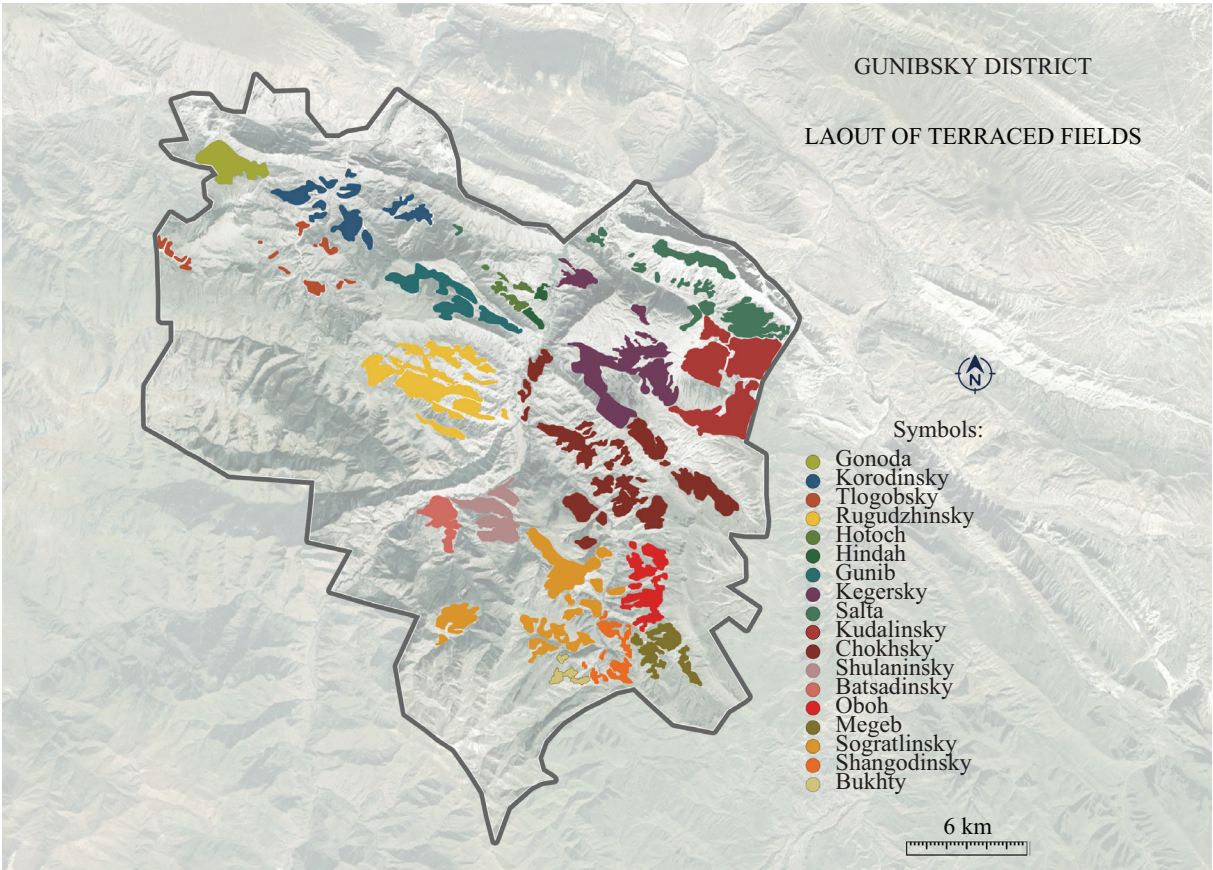 GUNIBSKY DISTRICT
LAOUT OF TERRACED FIELDS
N
Symbols:
Gonoda
Korodinsky
Tlogobsky
Rugudzhinsky
Hotoch
Hindah
Gunib
Kegersky
Salta
Kudalinsky
Chokhsky
Shulaninsky
Batsadinsky
Oboh
Megeb
Sogratlinsky
Shangodinsky
Bukhty
6 km